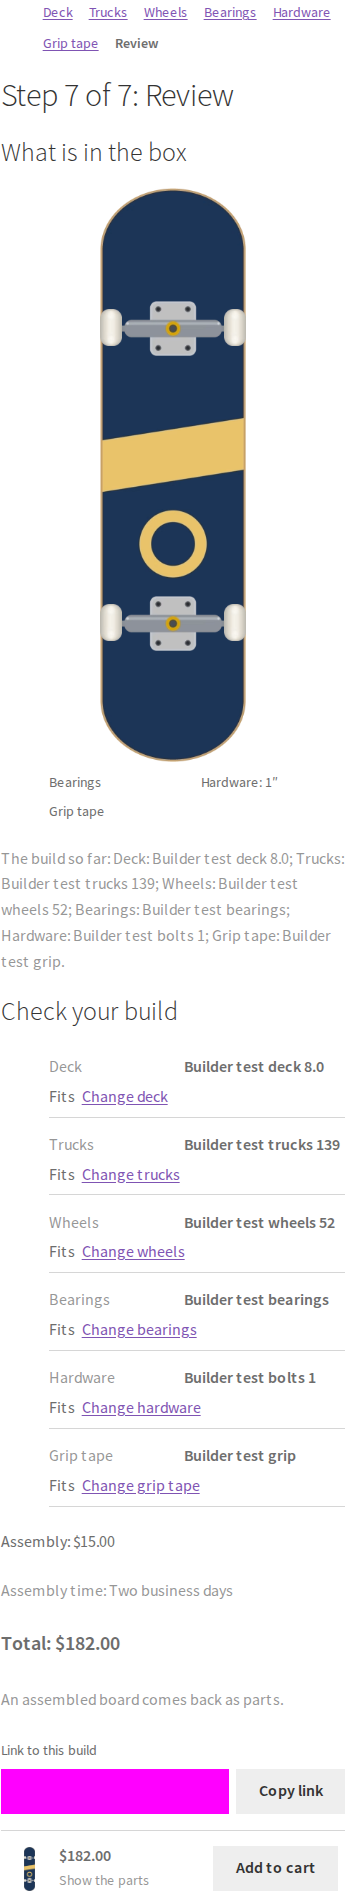 Deck Trucks Wheels Bearings Hardware
Grip tape Review
Step 7 of 7: Review
What is in the box
Bearings Hardware: 1"
Grip tape
The build so far: Deck: Builder test deck 8.0; Trucks:
Builder test trucks 139; Wheels: Builder test
wheels 52; Bearings: Builder test bearings;
Hardware: Builder test bolts 1; Grip tape: Builder
test grip.
Check your build
Deck Builder test deck 8.0
Fits Change deck
Trucks Builder test trucks 139
Fits Change trucks
Wheels Builder test wheels 52
Fits Change wheels
Bearings Builder test bearings
Fits Change bearings
Hardware Builder test bolts 1
Fits Change hardware
Grip tape Builder test grip
Fits Change grip tape
Assembly: $15.00
Assembly time: Two business days
Total: $182.00
An assembled board comes back as parts.
Link to this build
Copy link
$182.00
Show the parts
Add to cart